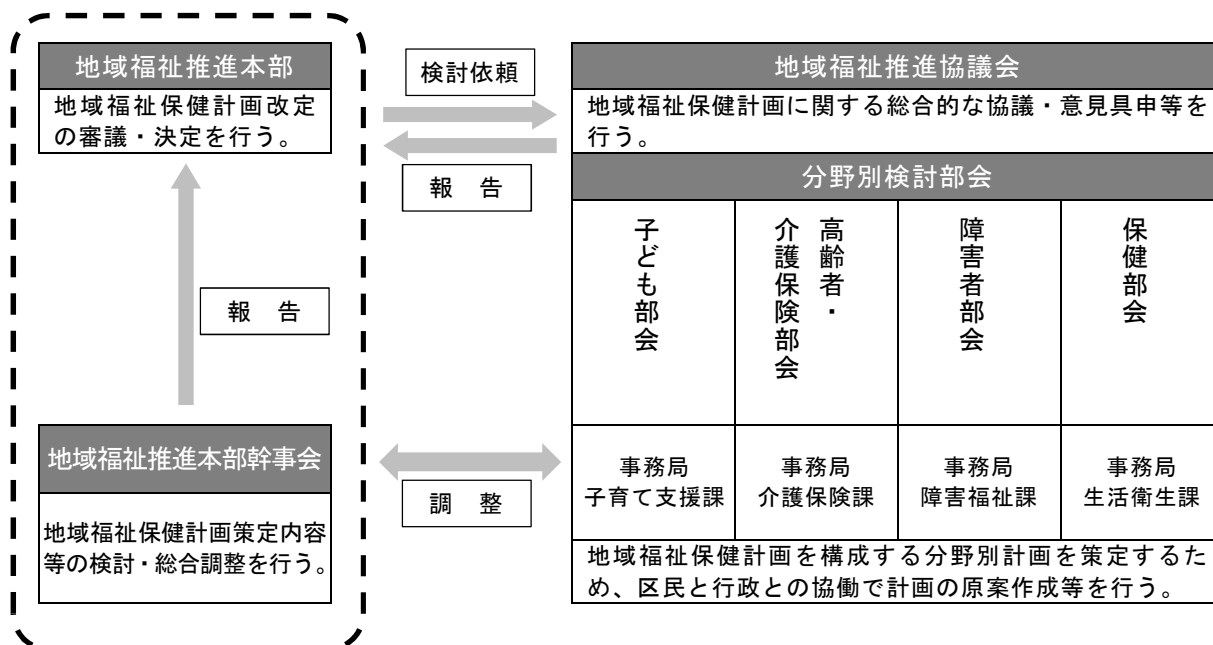 地域福祉推進本部
地域福祉保健計画改定
の審議・決定を行う。
報 告
地域福祉推進本部幹事会
地域福祉保健計画策定内容
等の検討・総合調整を行う。
検討依頼
報 告
調 整
地域福祉推進協議会
地域福祉保健計画に関する総合的な協議・意見具申等を
行う。
分野別検討部会
子ども部会
高齢者・
介護保険部会
障害者部会
保健部会
事務局
子育て支援課
事務局
介護保険課
事務局
障害福祉課
事務局
生活衛生課
地域福祉保健計画を構成する分野別計画を策定するた
め、区民と行政との協働で計画の原案作成等を行う。